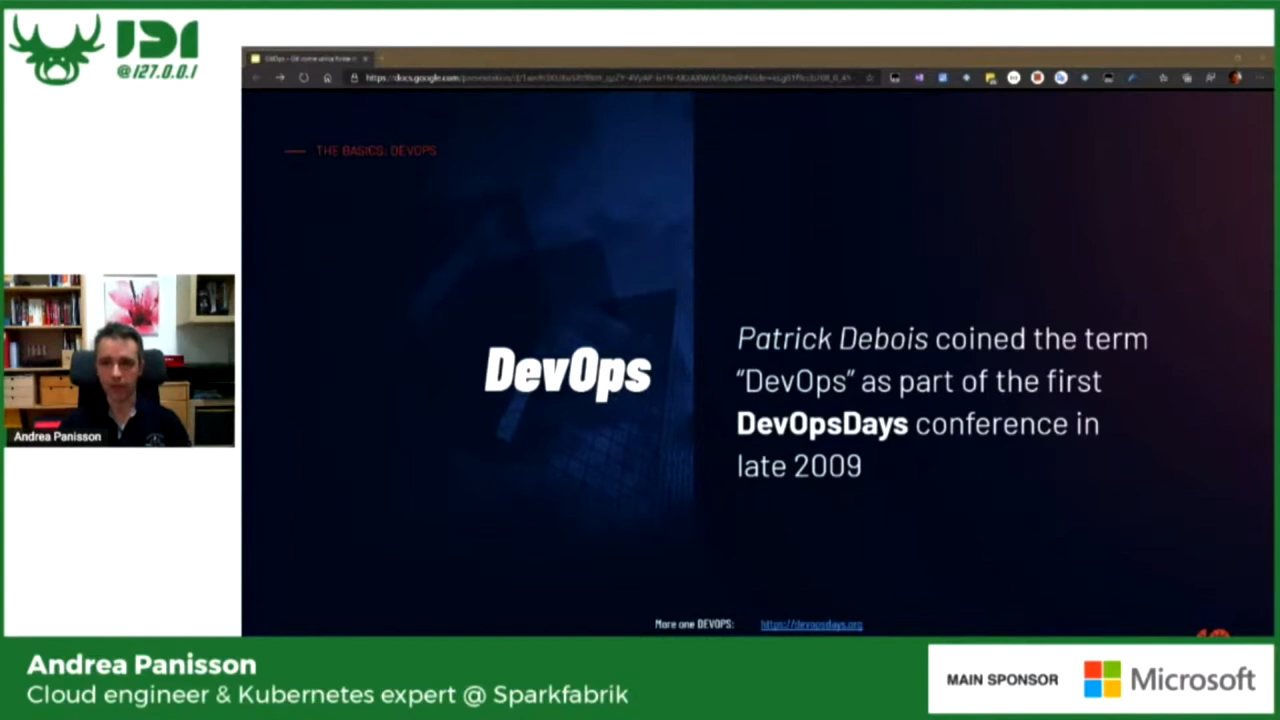 IDI
@127.0.0.1
THE BASICS: DEVOPS
DevOps
Patrick Debois coined the term
“DevOps” as part of the first
DevOpsDays conference in
late 2009
More one DEVOPS: https://devopsdays.org
Andrea Panisson
Andrea Panisson
Cloud engineer & Kubernetes expert @ Sparkfabrik
MAIN SPONSOR
Microsoft